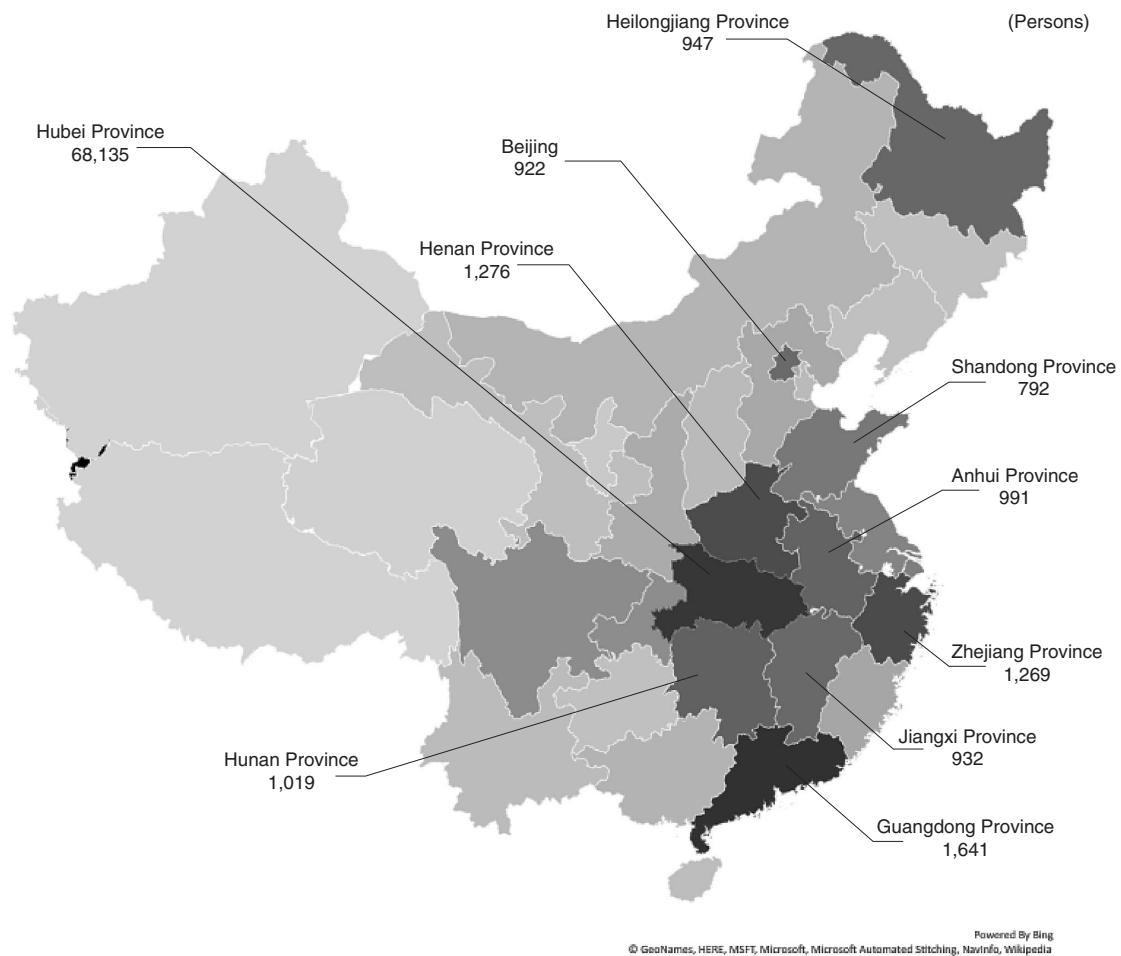 Heilongjiang Province
947
(Persons)
Hubei Province
68,135
Beijing
922
Henan Province
1,276
Shandong Province
792
Anhui Province
991
Zhejiang Province
1,269
Jiangxi Province
932
Hunan Province
1,019
Guangdong Province
1,641
Powered By Bing
© GeoNames, HERE, MSFT, Microsoft, Microsoft Automated Stitching, Navinfo, Wikipedia